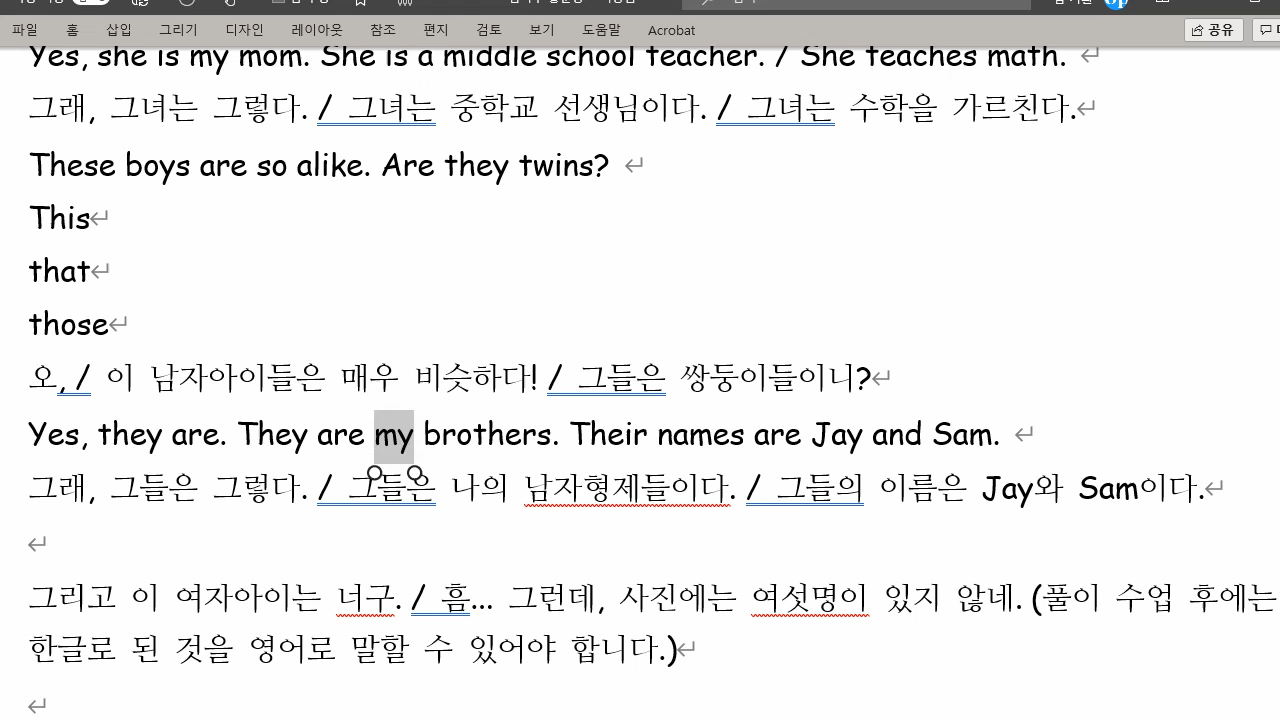 파일 홈 삽입 그리기 디자인 레이아웃 참조 편지 검토 보기 도움말 Acrobat 공유
Yes, she is my mom. She is a middle school teacher. / She teaches math.
그래, 그녀는 그렇다. / 그녀는 중학교 선생님이다. / 그녀는 수학을 가르친다.
These boys are so alike. Are they twins?
This
that
those
오, / 이 남자아이들은 매우 비슷하다! / 그들은 쌍둥이들이니?
Yes, they are. They are my brothers. Their names are Jay and Sam.
그래, 그들은 그렇다. / 그들은 나의 남자형제들이다. / 그들의 이름은 Jay와 Sam이다.
그리고 이 여자아이는 너구. / 흠... 그런데, 사진에는 여섯명이 있지 않네. (풀이 수업 후에는
한글로 된 것을 영어로 말할 수 있어야 합니다.)